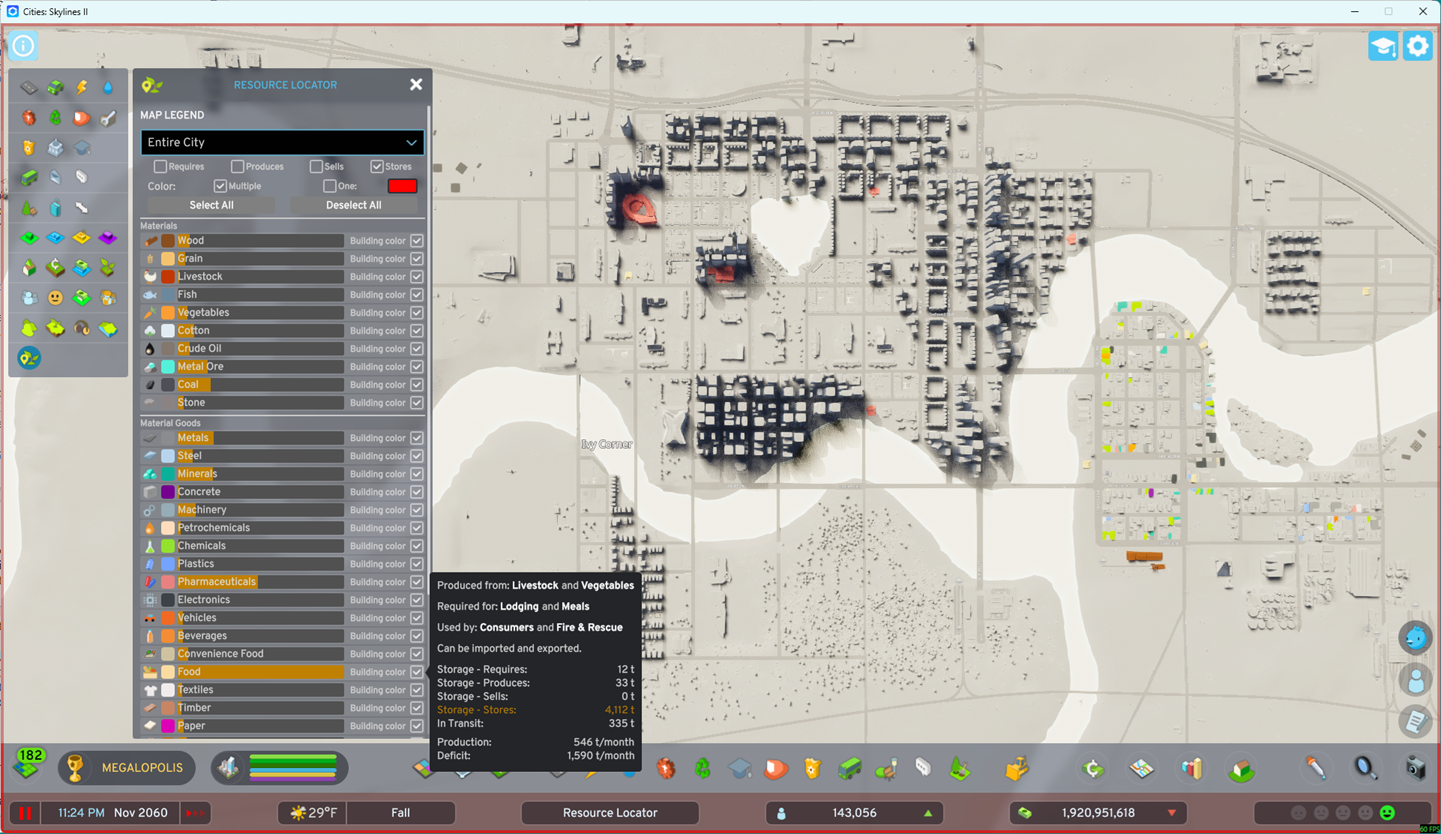 Cities: Skylines II
RESOURCE LOCATOR
MAP LEGEND
Entire City
Requires Produces Sells Stores
Color: Multiple One:
Select All Deselect All
Materials
Wood Building color
Grain Building color
Livestock Building color
Fish Building color
Vegetables Building color
Cotton Building color
Crude Oil Building color
Metal Ore Building color
Coal Building color
Stone Building color
Material Goods
Metals Building color
Steel Building color
Minerals Building color
Concrete Building color
Machinery Building color
Petrochemicals Building color
Chemicals Building color
Plastics Building color
Pharmaceuticals Building color
Electronics Building color
Vehicles Building color
Beverages Building color
Convenience Food Building color
Food Building color
Textiles Building color
Timber Building color
Paper Building color
Ivy Corner
Produced from: Livestock and Vegetables
Required for: Lodging and Meals
Used by: Consumers and Fire & Rescue
Can be imported and exported.
Storage - Requires: 12 t
Storage - Produces: 33 t
Storage - Sells: 0 t
Storage - Stores: 4,112 t
In Transit: 335 t
Production: 546 t/month
Deficit: 1,590 t/month
182
MEGALOPOLIS
11:24 PM Nov 2060 29°F Fall Resource Locator 143,056 1,920,951,618
60 FPS